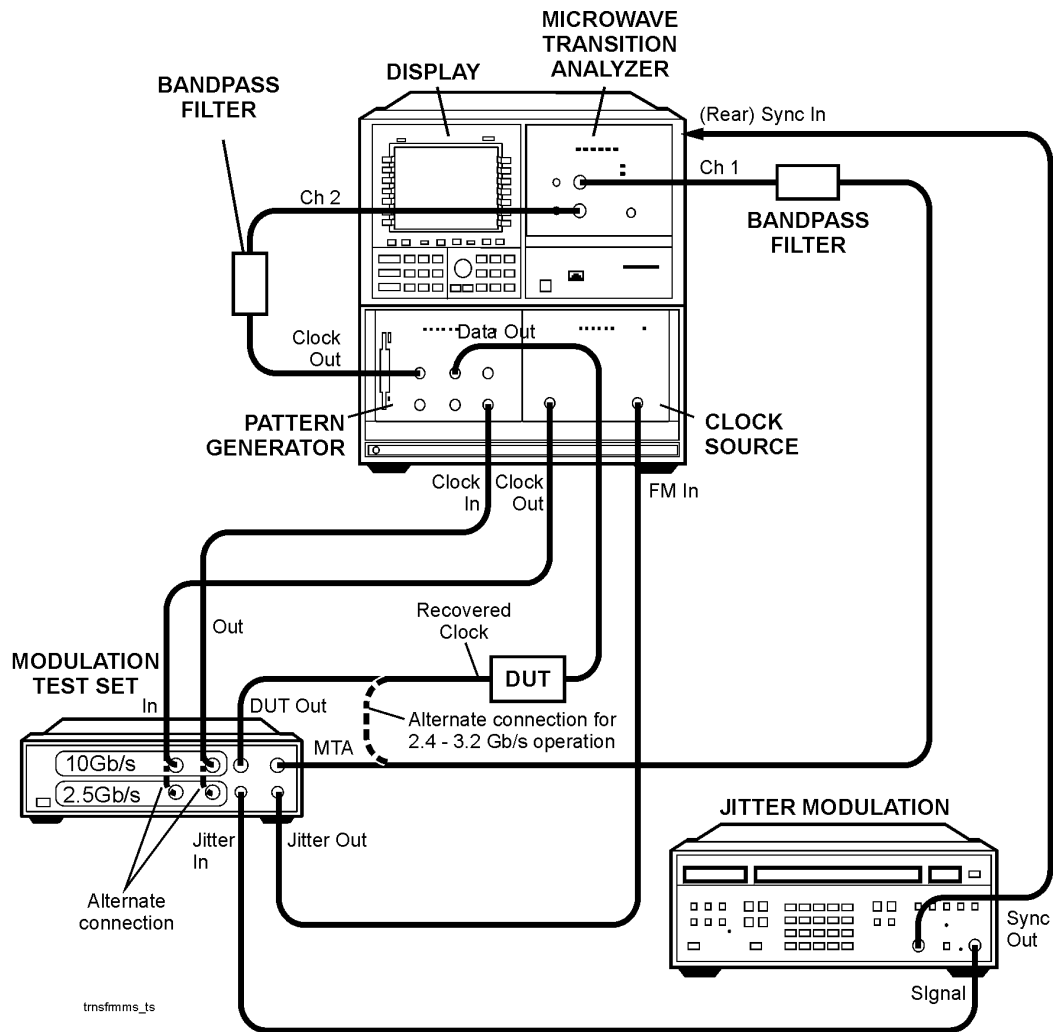 MICROWAVE
TRANSITION
ANALYZER
DISPLAY
BANDPASS
FILTER
(Rear) Sync In
Ch 1
Ch 2
BANDPASS
FILTER
Clock
Out
Data Out
PATTERN
GENERATOR
CLOCK
SOURCE
Clock
In
Clock
Out
FM In
Recovered
Clock
Out
MODULATION
TEST SET
DUT
In
DUT Out
Alternate connection for
2.4 - 3.2 Gb/s operation
MTA
10Gb/s
2.5Gb/s
JITTER MODULATION
Jitter
In
Jitter Out
Alternate
connection
Sync
Out
SIgnal
trnsfrmms_ts